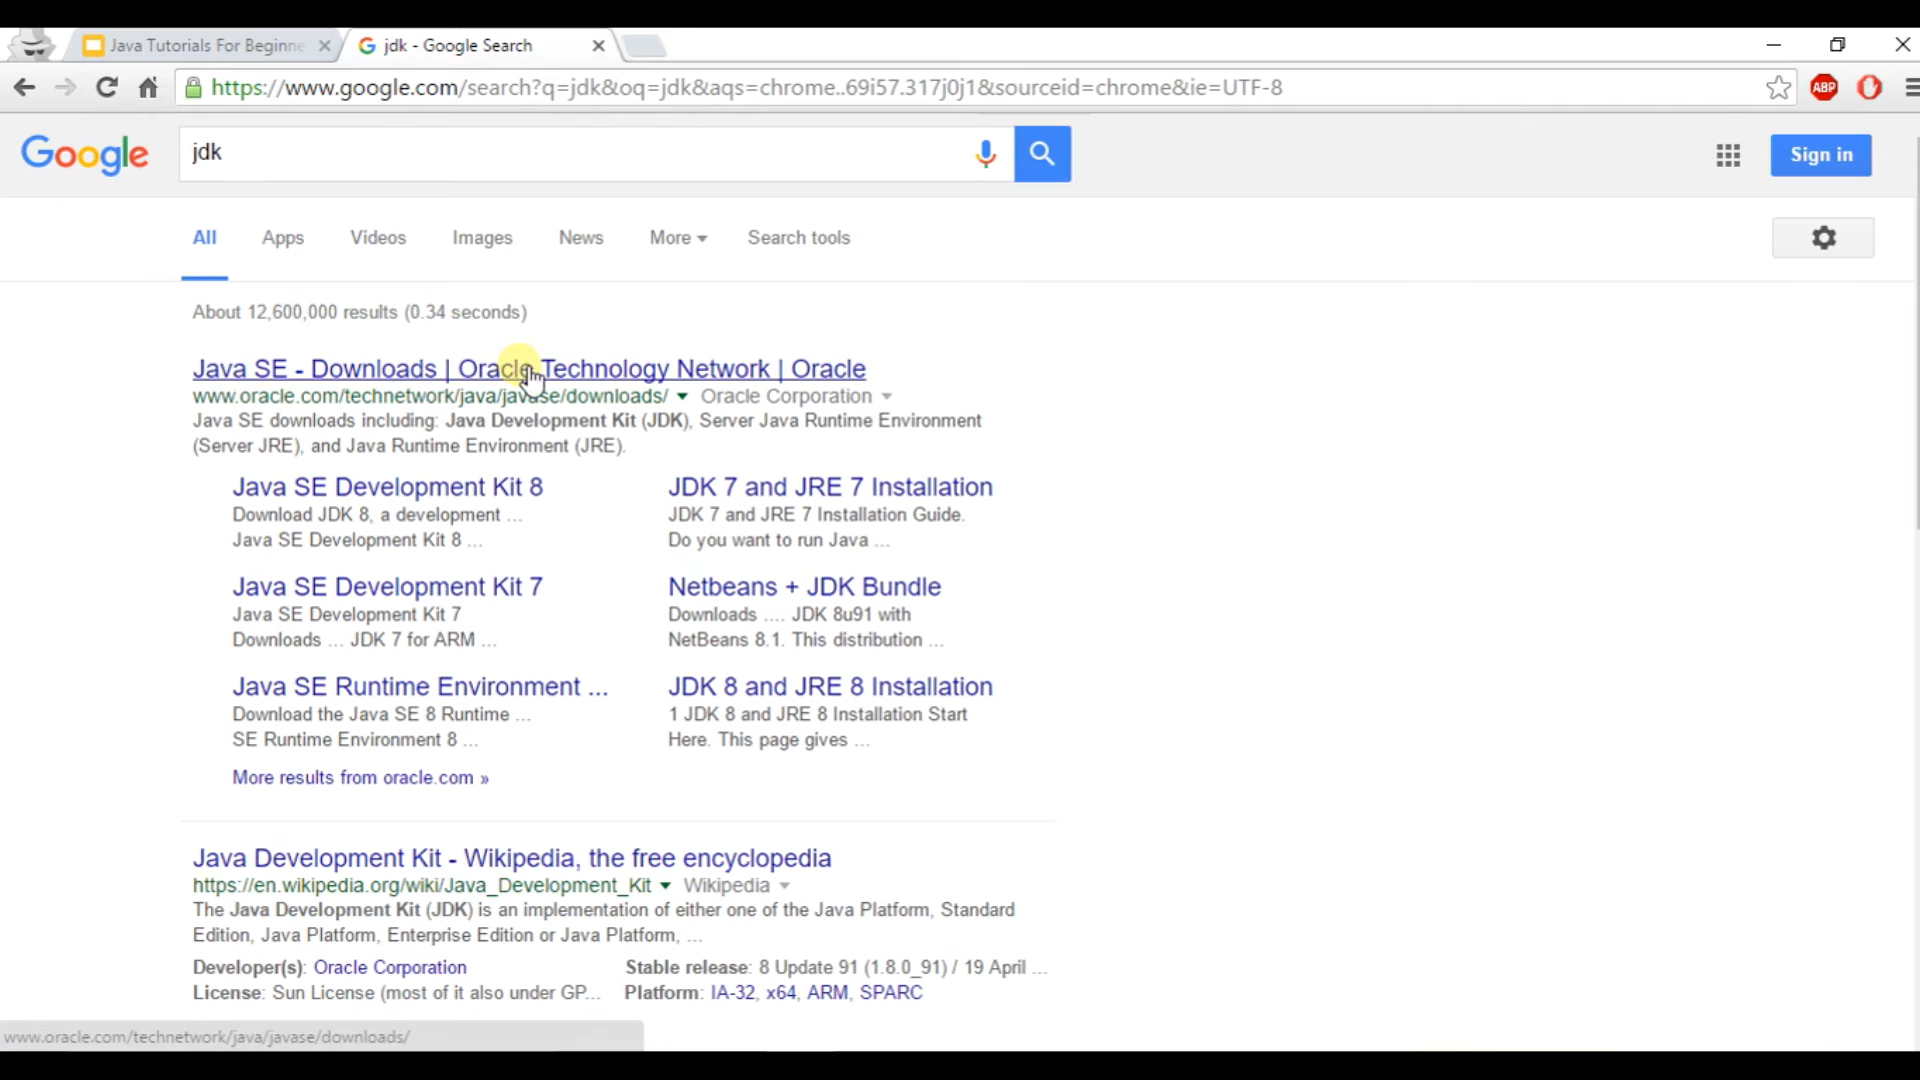 Java Tutorials For Beginne
jdk - Google Search
https://www.google.com/search?q=jdk&oq=jdk&aqs=chrome..69i57.317j0j1&sourceid=chrome&ie=UTF-8
ABP
Google
jdk
Sign in
All Apps Videos Images News More Search tools
About 12,600,000 results (0.34 seconds)
Java SE - Downloads | Oracle Technology Network | Oracle
www.oracle.com/technetwork/java/javase/downloads/ Oracle Corporation
Java SE downloads including: Java Development Kit (JDK), Server Java Runtime Environment
(Server JRE), and Java Runtime Environment (JRE).
Java SE Development Kit 8
Download JDK 8, a development ...
Java SE Development Kit 8 ...
JDK 7 and JRE 7 Installation
JDK 7 and JRE 7 Installation Guide.
Do you want to run Java ...
Java SE Development Kit 7
Java SE Development Kit 7
Downloads ... JDK 7 for ARM ...
Netbeans + JDK Bundle
Downloads .... JDK 8u91 with
NetBeans 8.1. This distribution ...
Java SE Runtime Environment ...
Download the Java SE 8 Runtime ...
SE Runtime Environment 8 ...
JDK 8 and JRE 8 Installation
1 JDK 8 and JRE 8 Installation Start
Here. This page gives ...
More results from oracle.com »
Java Development Kit - Wikipedia, the free encyclopedia
https://en.wikipedia.org/wiki/Java_Development_Kit Wikipedia
The Java Development Kit (JDK) is an implementation of either one of the Java Platform, Standard
Edition, Java Platform, Enterprise Edition or Java Platform, ...
Developer(s): Oracle Corporation
Stable release: 8 Update 91 (1.8.0_91) / 19 April ...
License: Sun License (most of it also under GP...
Platform: IA-32, x64, ARM, SPARC
www.oracle.com/technetwork/java/javase/downloads/